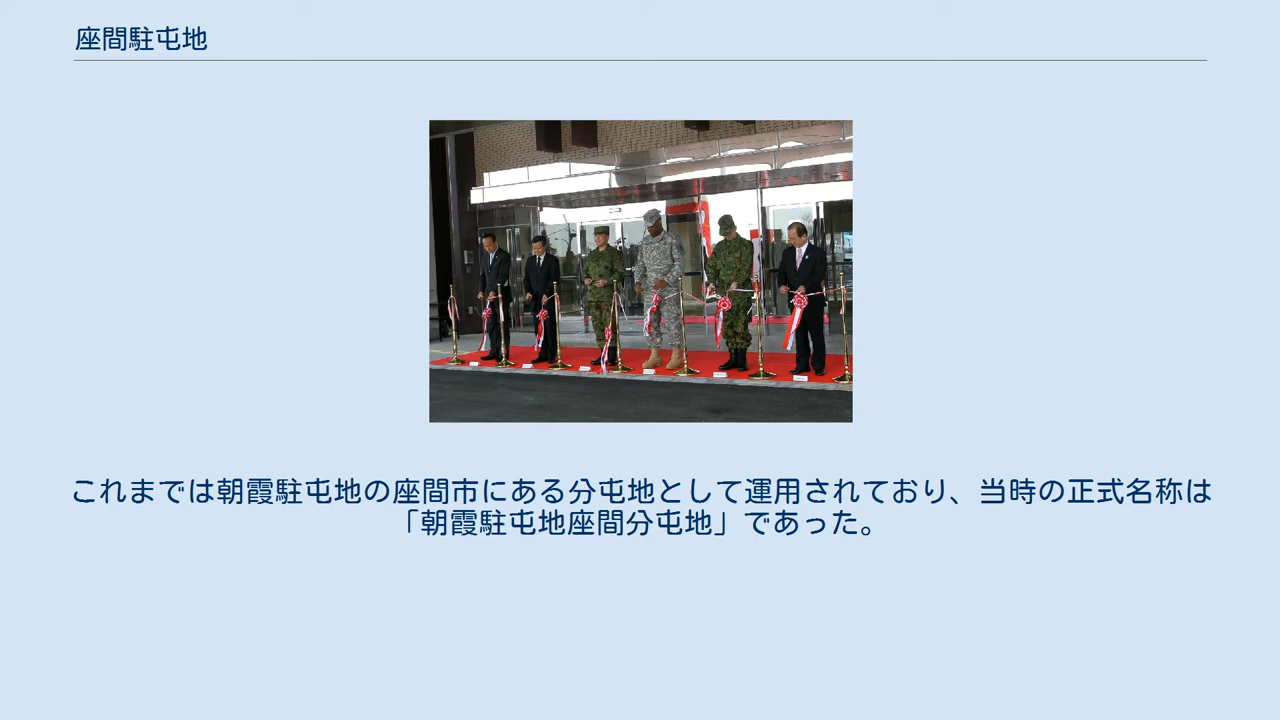 座間駐屯地
これまでは朝霞駐屯地の座間市にある分屯地として運用されており、当時の正式名称は
「朝霞駐屯地座間分屯地」であった。